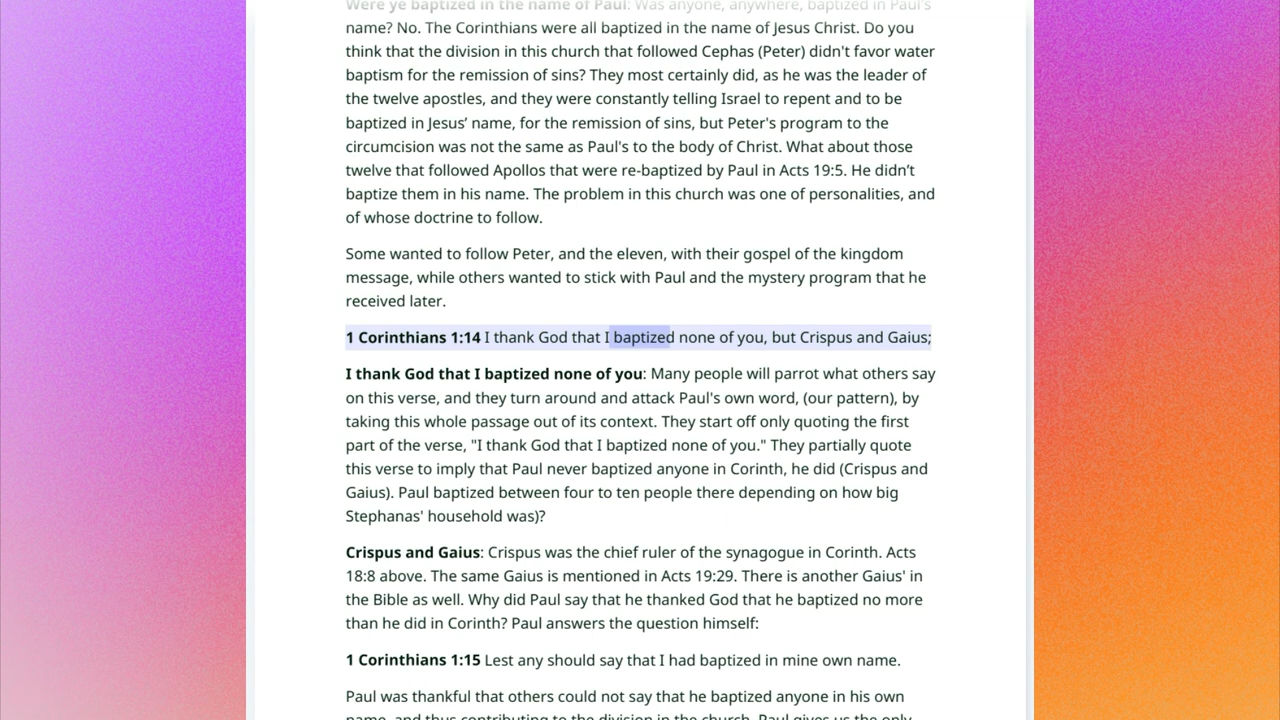 Were ye baptized in the name of Paul: Was anyone, anywhere, baptized in Paul's
name? No. The Corinthians were all baptized in the name of Jesus Christ. Do you
think that the division in this church that followed Cephas (Peter) didn't favor water
baptism for the remission of sins? They most certainly did, as he was the leader of
the twelve apostles, and they were constantly telling Israel to repent and to be
baptized in Jesus’ name, for the remission of sins, but Peter's program to the
circumcision was not the same as Paul's to the body of Christ. What about those
twelve that followed Apollos that were re-baptized by Paul in Acts 19:5. He didn’t
baptize them in his name. The problem in this church was one of personalities, and
of whose doctrine to follow.
Some wanted to follow Peter, and the eleven, with their gospel of the kingdom
message, while others wanted to stick with Paul and the mystery program that he
received later.
1 Corinthians 1:14 I thank God that I baptized none of you, but Crispus and Gaius;
I thank God that I baptized none of you: Many people will parrot what others say
on this verse, and they turn around and attack Paul's own word, (our pattern), by
taking this whole passage out of its context. They start off only quoting the first
part of the verse, "I thank God that I baptized none of you." They partially quote
this verse to imply that Paul never baptized anyone in Corinth, he did (Crispus and
Gaius). Paul baptized between four to ten people there depending on how big
Stephanas' household was)?
Crispus and Gaius: Crispus was the chief ruler of the synagogue in Corinth. Acts
18:8 above. The same Gaius is mentioned in Acts 19:29. There is another Gaius' in
the Bible as well. Why did Paul say that he thanked God that he baptized no more
than he did in Corinth? Paul answers the question himself:
1 Corinthians 1:15 Lest any should say that I had baptized in mine own name.
Paul was thankful that others could not say that he baptized anyone in his own
name, and thus contributing to the division in the church. Paul gives us the only